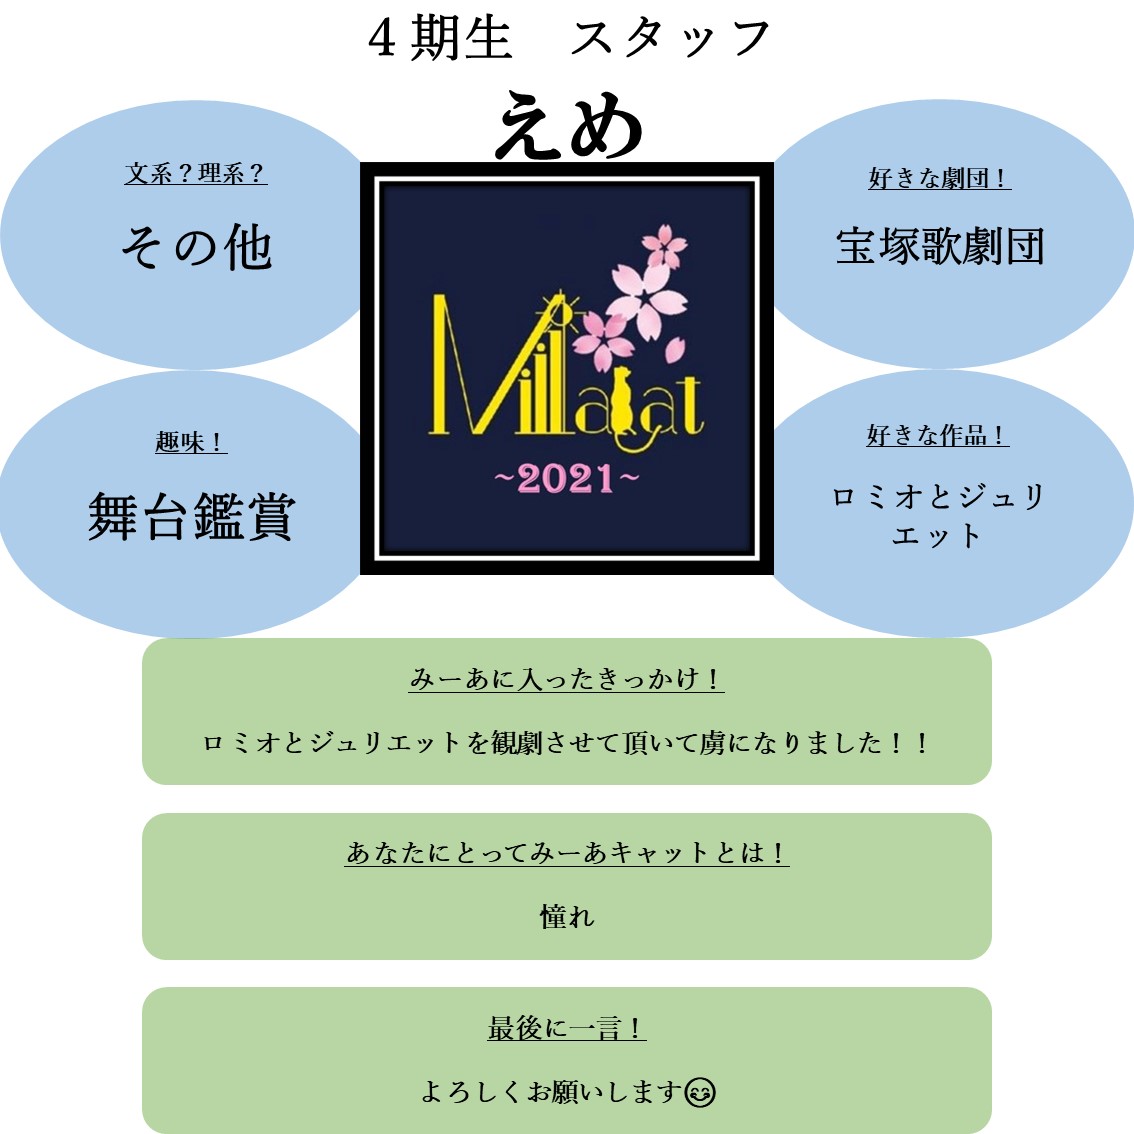 ４期生　スタッフ
えめ
文系？理系？
その他
好きな劇団！
宝塚歌劇団
趣味！
舞台鑑賞
好きな作品！
ロミオとジュリ
エット
MillaCat
~2021~
みーあに入ったきっかけ！
ロミオとジュリエットを観劇させて頂いて虜になりました！！
あなたにとってみーあキャットとは！
憧れ
最後に一言！
よろしくお願いします😊